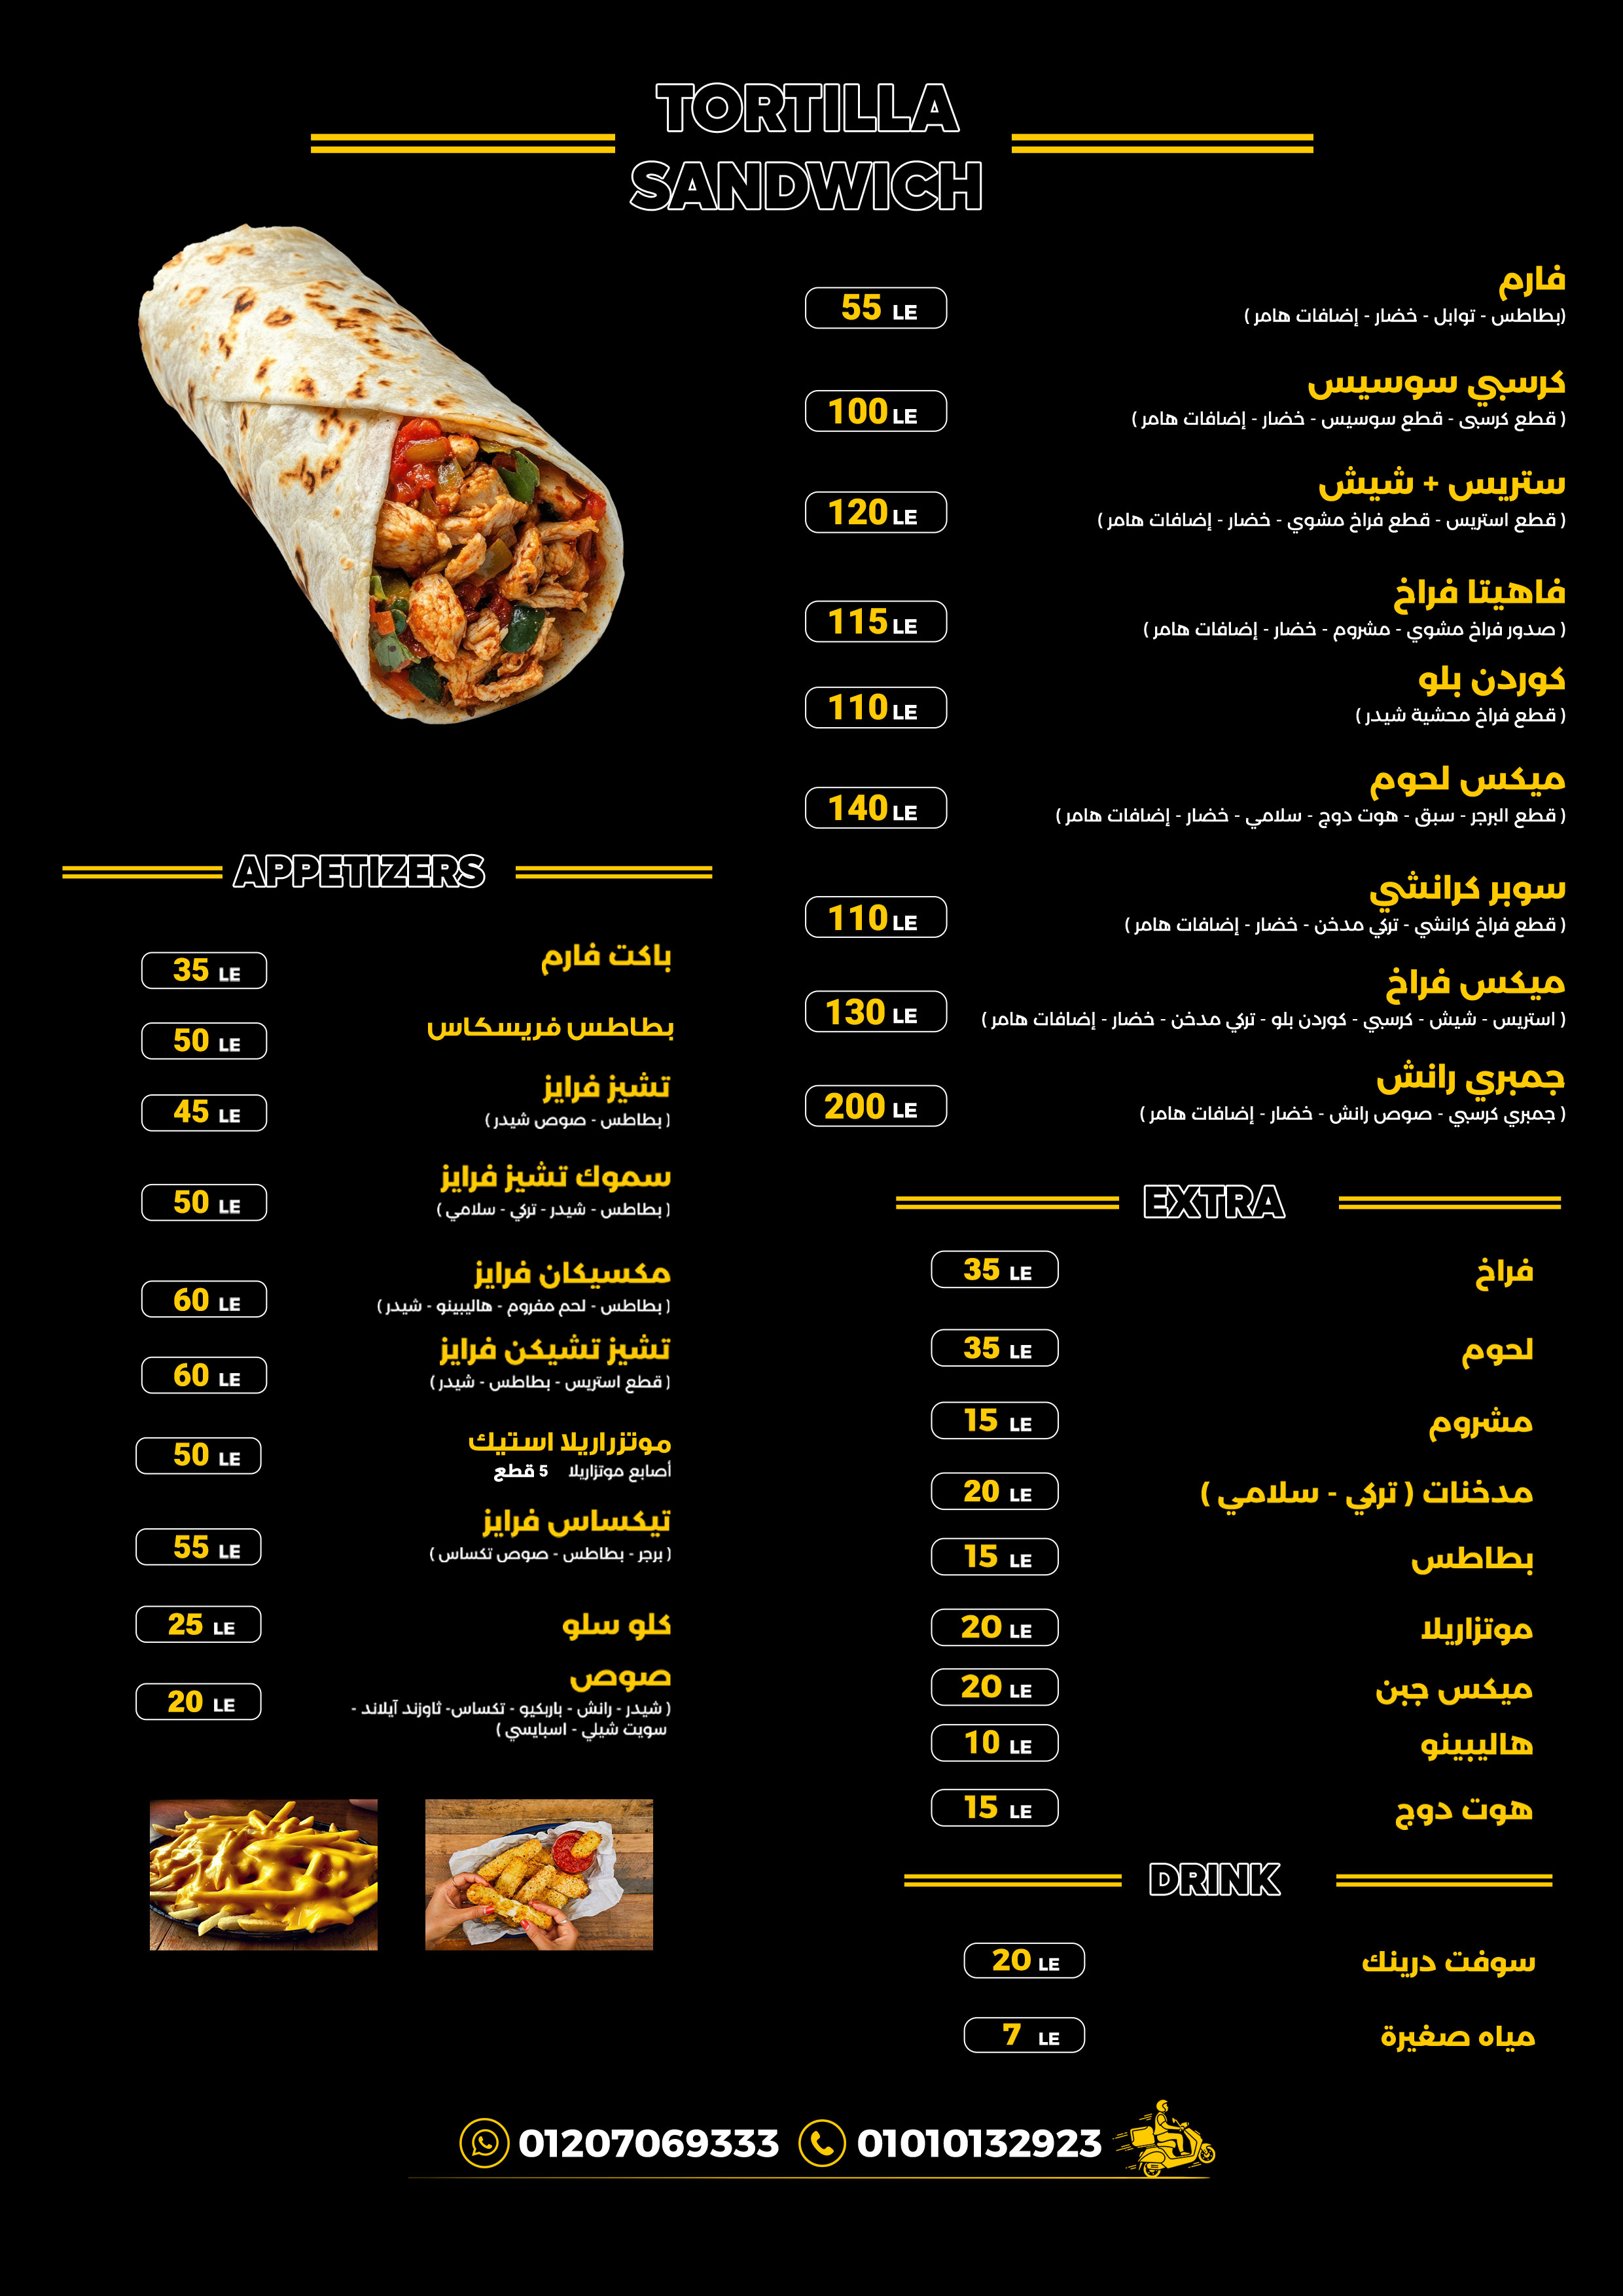 TORTILLA
SANDWICH
فارم
(بطاطس - توابل - خضار - إضافات هامر )
55 LE
كرسبي سوسيس
( قطع كرسبى - قطع سوسيس - خضار - إضافات هامر )
100 LE
ستريس + شيش
( قطع استريس - قطع فراخ مشوي - خضار - إضافات هامر )
120 LE
فاهيتا فراخ
( صدور فراخ مشوي - مشروم - خضار - إضافات هامر )
115 LE
كوردن بلو
( قطع فراخ محشية شيدر )
110 LE
ميكس لحوم
( قطع البرجر - سبق - هوت دوج - سلامي - خضار - إضافات هامر )
140 LE
سوبر كرانشي
( قطع فراخ كرانشي - تركي مدخن - خضار - إضافات هامر )
110 LE
ميكس فراخ
( استريس - شيش - كرسبي - كوردن بلو - تركي مدخن - خضار - إضافات هامر )
130 LE
جمبري رانش
( جمبري كرسبي - صوص رانش - خضار - إضافات هامر )
200 LE
APPETIZERS
باكت فارم
35 LE
بطاطس فريسكاس
50 LE
تشيز فرايز
( بطاطس - صوص شيدر )
45 LE
سموك تشيز فرايز
( بطاطس - شيدر - تركي - سلامي )
50 LE
مكسيكان فرايز
( بطاطس - لحم مفروم - هاليبينو - شيدر )
60 LE
تشيز تشيكن فرايز
( قطع استريس - بطاطس - شيدر )
60 LE
موتزراريلا استيك
أصابع موتزاريلا 5 قطع
50 LE
تيكساس فرايز
( برجر - بطاطس - صوص تكساس )
55 LE
كلو سلو
25 LE
صوص
( شيدر - رانش - باربكيو - تكساس- ثاوزند آيلاند -
سويت شيلي - اسبايسي )
20 LE
EXTRA
فراخ
35 LE
لحوم
35 LE
مشروم
15 LE
مدخنات ( تركي - سلامي )
20 LE
بطاطس
15 LE
موتزاريلا
20 LE
ميكس جبن
20 LE
هاليبينو
10 LE
هوت دوج
15 LE
DRINK
سوفت درينك
20 LE
مياه صغيرة
7 LE
01207069333 01010132923